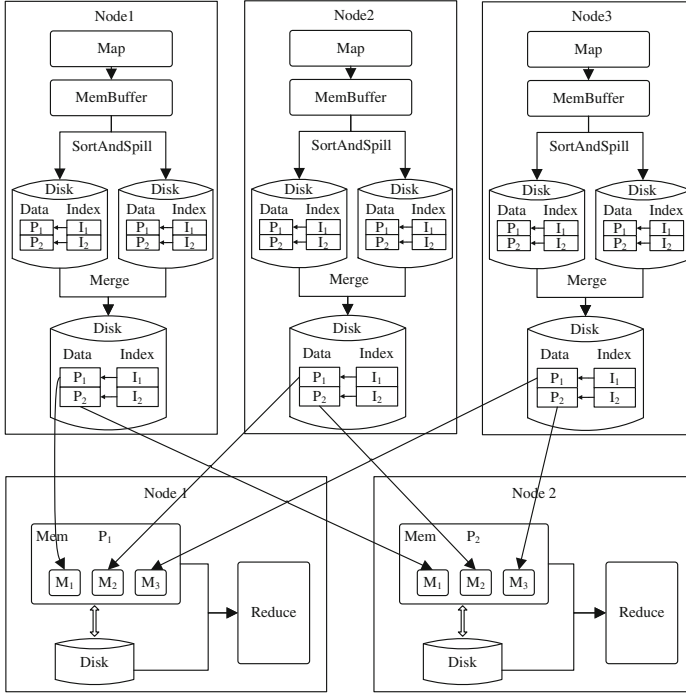 Node1 Node2 Node3
Map Map Map
MemBuffer MemBuffer MemBuffer
SortAndSpill SortAndSpill SortAndSpill
Disk Disk Disk Disk Disk Disk
Data Index Data Index Data Index Data Index Data Index Data Index
P₁ I₁ P₁ I₁ P₁ I₁ P₁ I₁ P₁ I₁ P₁ I₁
P₂ I₂ P₂ I₂ P₂ I₂ P₂ I₂ P₂ I₂ P₂ I₂
Merge Merge Merge
Disk Disk Disk
Data Index Data Index Data Index
P₁ I₁ P₁ I₁ P₁ I₁
P₂ I₂ P₂ I₂ P₂ I₂
Node 1 Node 2
Mem P₁ Mem P₂
M₁ M₂ M₃ Reduce M₁ M₂ M₃ Reduce
Disk Disk